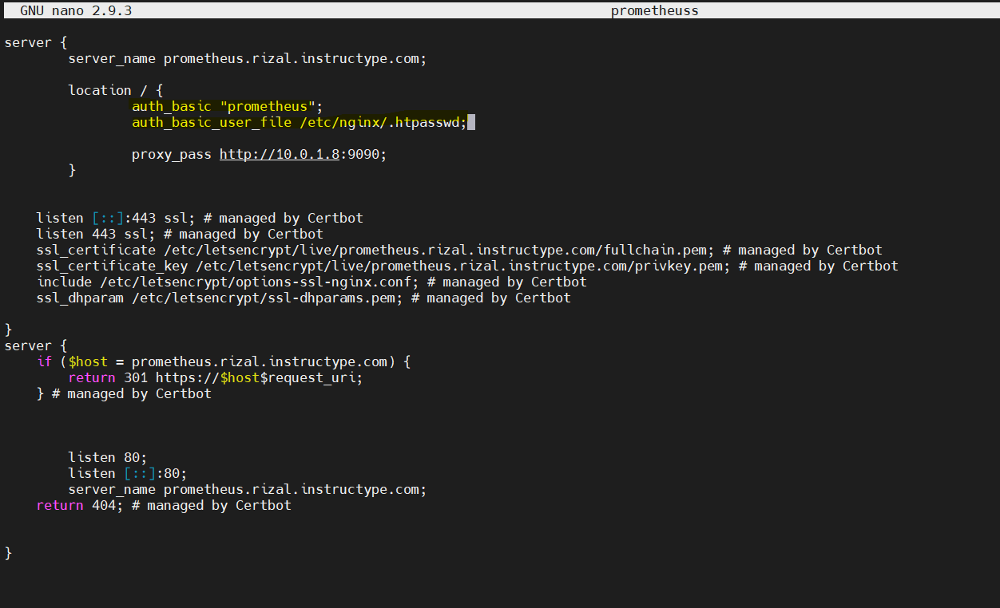 GNU nano 2.9.3 prometheuss
server {
server_name prometheus.rizal.instructype.com;
location / {
auth_basic "prometheus";
auth_basic_user_file /etc/nginx/.htpasswd;
proxy_pass http://10.0.1.8:9090;
}
listen [::]:443 ssl; # managed by Certbot
listen 443 ssl; # managed by Certbot
ssl_certificate /etc/letsencrypt/live/prometheus.rizal.instructype.com/fullchain.pem; # managed by Certbot
ssl_certificate_key /etc/letsencrypt/live/prometheus.rizal.instructype.com/privkey.pem; # managed by Certbot
include /etc/letsencrypt/options-ssl-nginx.conf; # managed by Certbot
ssl_dhparam /etc/letsencrypt/ssl-dhparams.pem; # managed by Certbot
}
server {
if ($host = prometheus.rizal.instructype.com) {
return 301 https://$host$request_uri;
} # managed by Certbot
listen 80;
listen [::]:80;
server_name prometheus.rizal.instructype.com;
return 404; # managed by Certbot
}